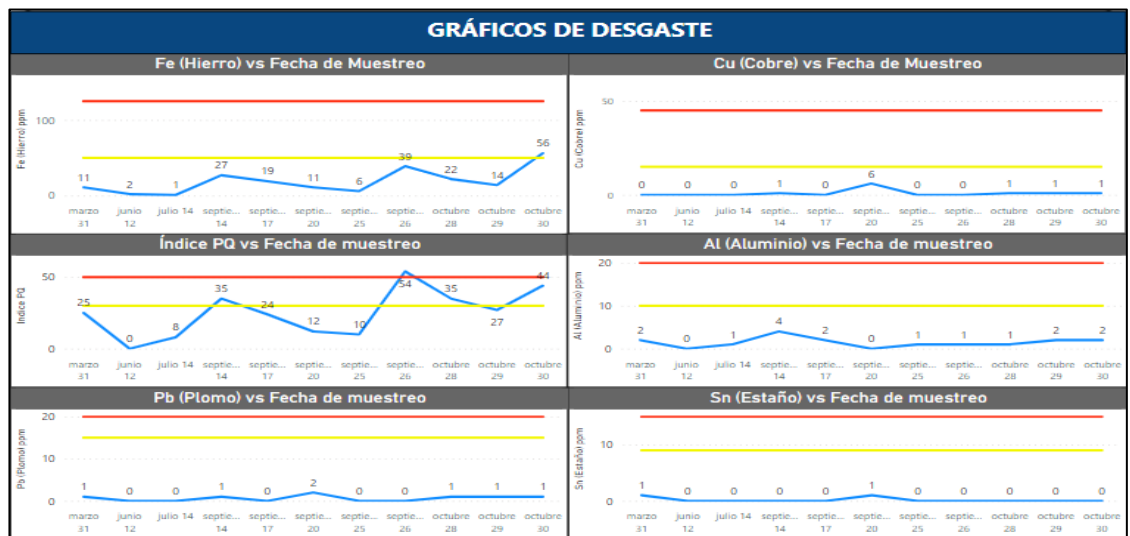 GRÁFICOS DE DESGASTE
Fe (Hierro) vs Fecha de Muestreo
Fe (Hierro) ppm
100
0
11 2 1 27 19 11 6 39 22 14 56
marzo junio julio 14 septie... septie... septie... septie... septie... octubre octubre octubre
31 12 14 17 20 25 26 28 29 30
Cu (Cobre) vs Fecha de Muestreo
Cu (Cobre) ppm
50
0
0 0 0 1 0 6 0 0 1 1 1
marzo junio julio 14 septie... septie... septie... septie... septie... octubre octubre octubre
31 12 14 17 20 25 26 28 29 30
Índice PQ vs Fecha de muestreo
Índice PQ
50
0
25 0 8 35 24 12 10 54 35 27 44
marzo junio julio 14 septie... septie... septie... septie... septie... octubre octubre octubre
31 12 14 17 20 25 26 28 29 30
Al (Aluminio) vs Fecha de muestreo
Al (Aluminio) ppm
20
10
0
2 0 1 4 2 0 1 1 1 2 2
marzo junio julio 14 septie... septie... septie... septie... septie... octubre octubre octubre
31 12 14 17 20 25 26 28 29 30
Pb (Plomo) vs Fecha de muestreo
Pb (Plomo) ppm
20
10
0
1 0 0 1 0 2 0 0 1 1 1
marzo junio julio 14 septie... septie... septie... septie... septie... octubre octubre octubre
31 12 14 17 20 25 26 28 29 30
Sn (Estaño) vs Fecha de muestreo
Sn (Estaño) ppm
10
0
1 0 0 0 0 1 0 0 0 0 0
marzo junio julio 14 septie... septie... septie... septie... septie... octubre octubre octubre
31 12 14 17 20 25 26 28 29 30